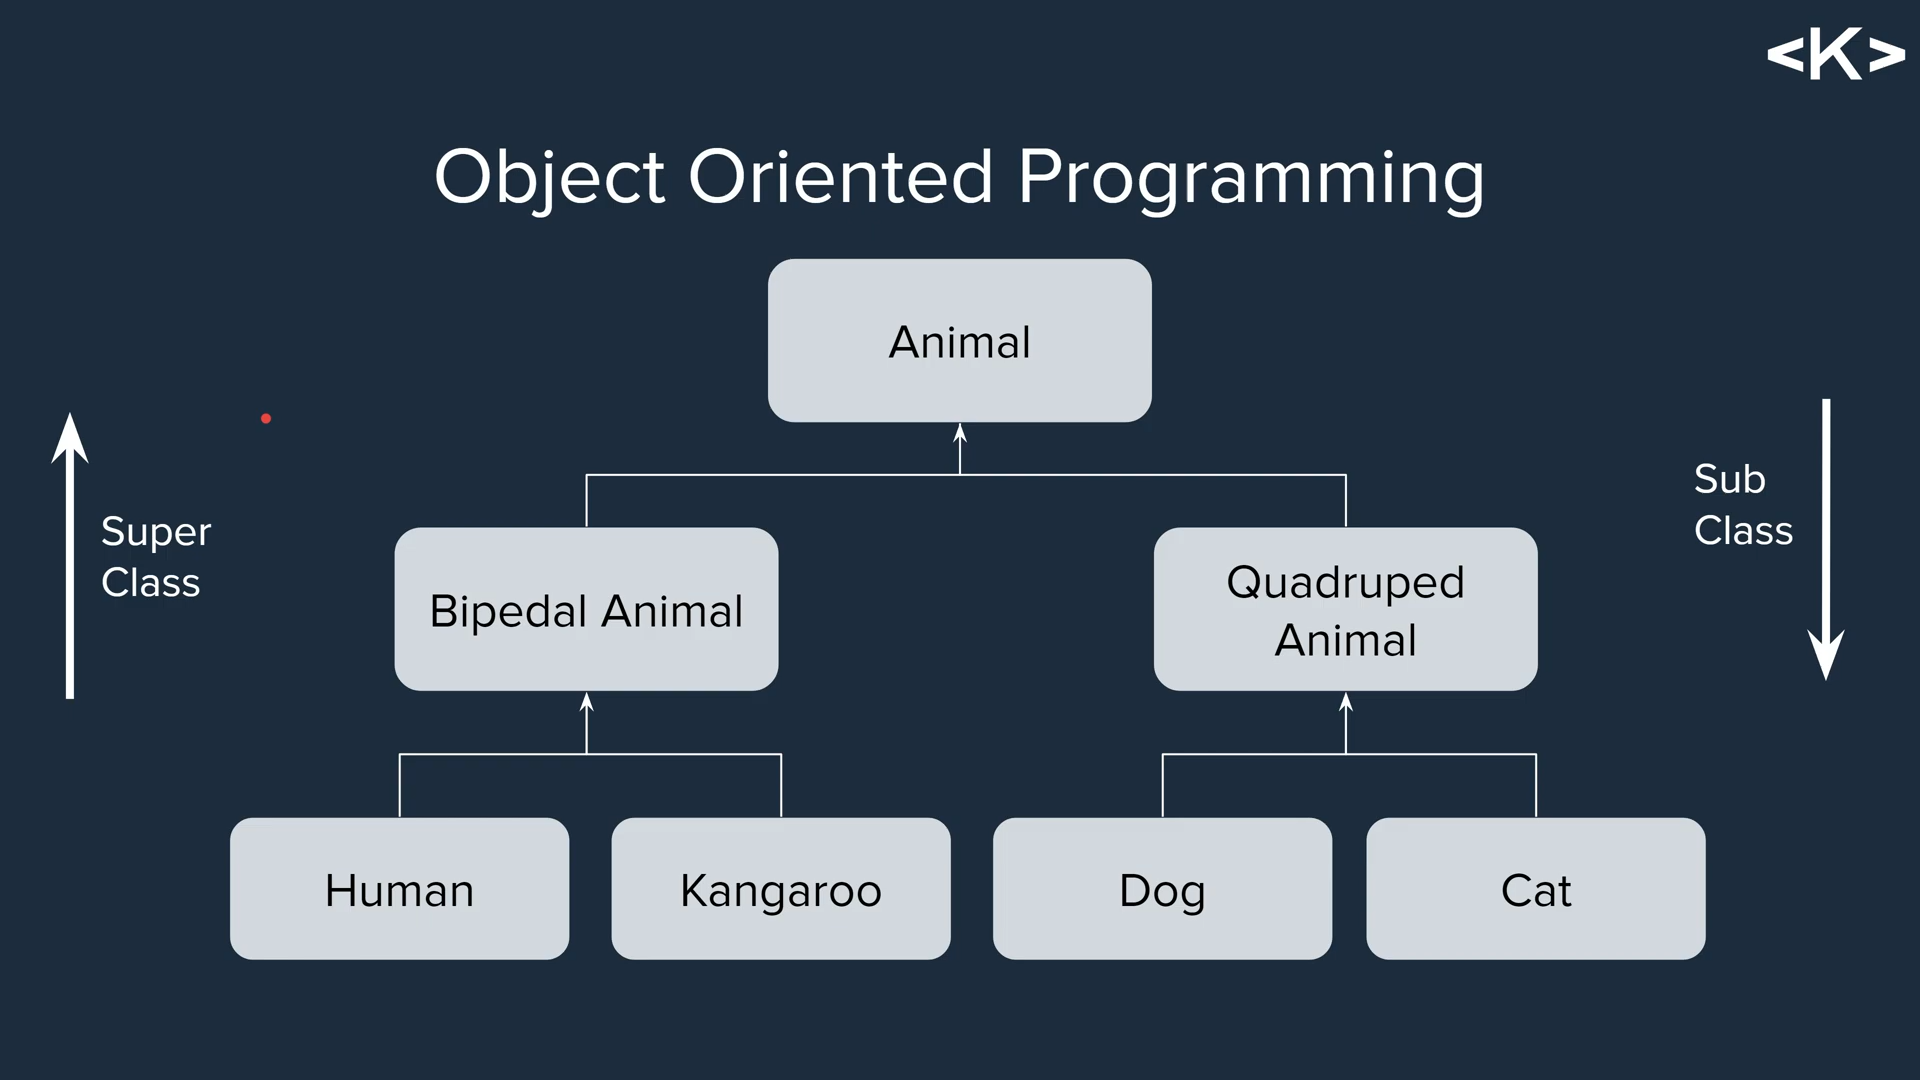 <K>
Object Oriented Programming
Animal
Super
Class
Sub
Class
Bipedal Animal
Quadruped
Animal
Human
Kangaroo
Dog
Cat